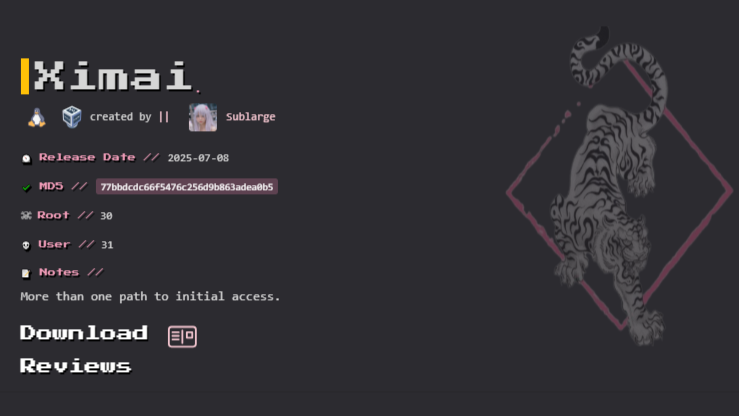 Ximai.
created by || Sublarge
Release Date // 2025-07-08
MD5 // 77bbdcdc66f5476c256d9b863adea0b5
Root // 30
User // 31
Notes //
More than one path to initial access.
Download
Reviews